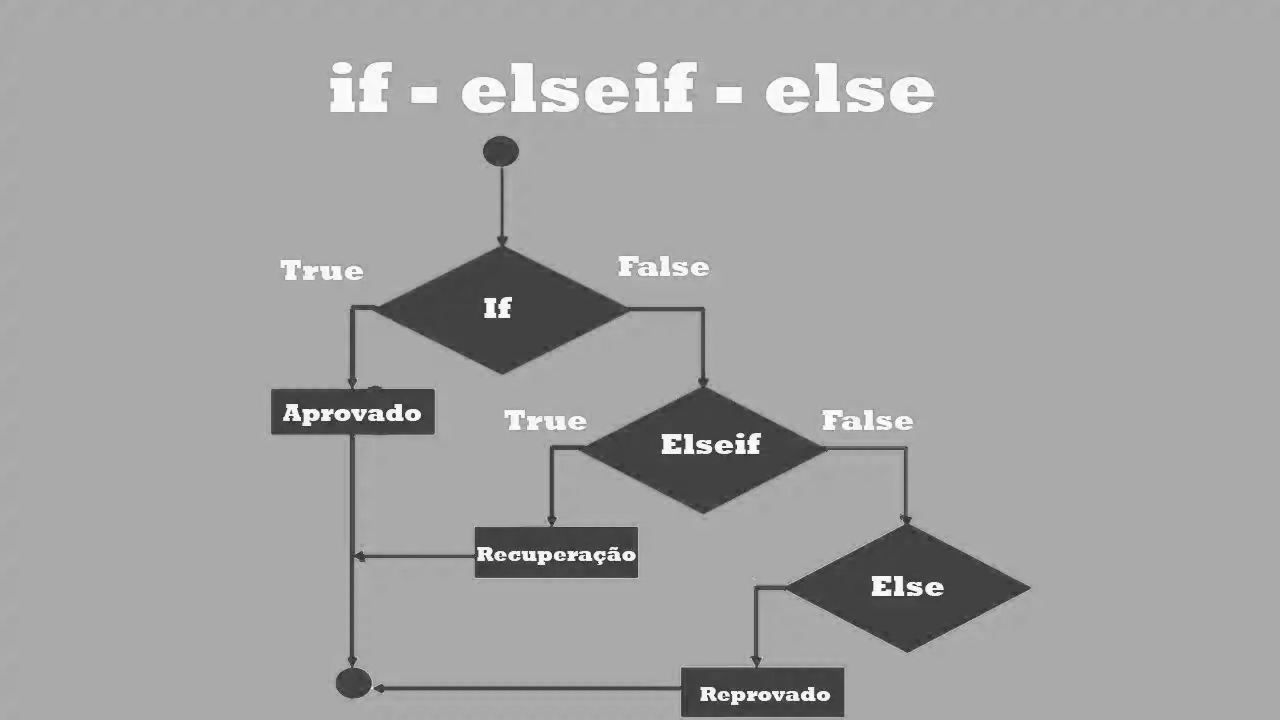 if - elseif - else
True
False
If
Aprovado
True
False
Elseif
Recuperação
Else
Reprovado